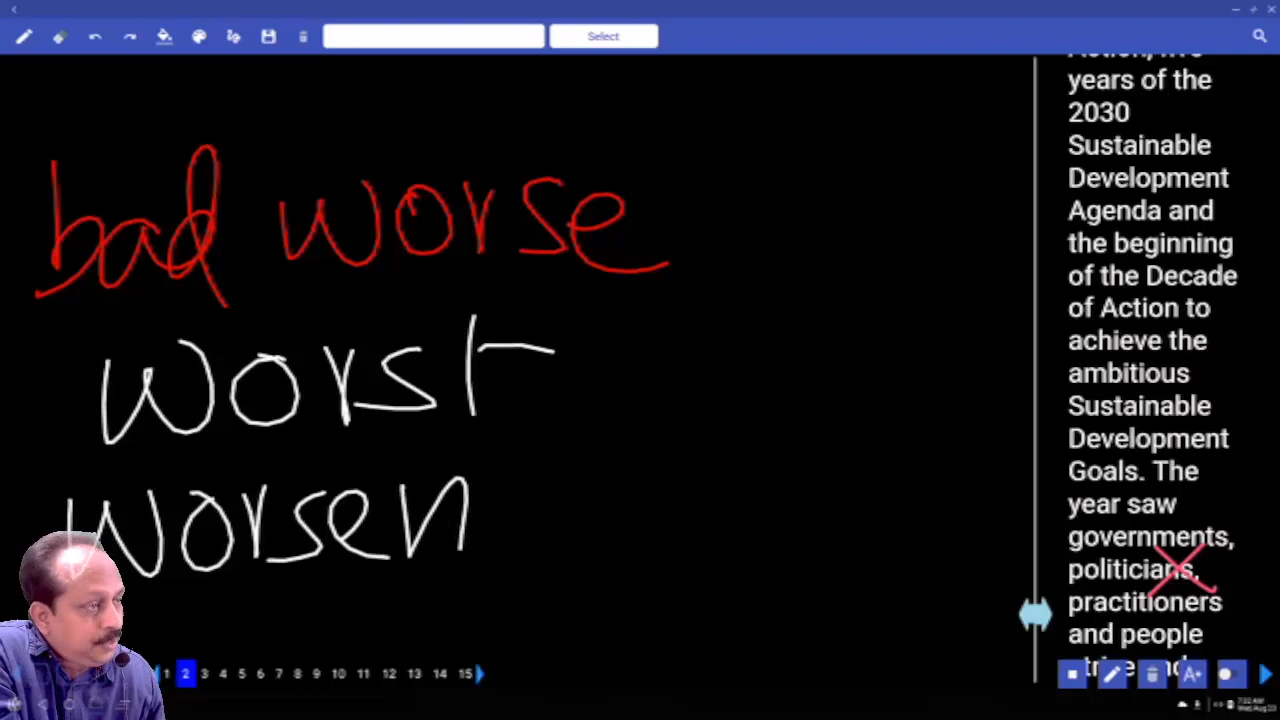 Select
bad worse
worst
worsen
years of the
2030
Sustainable
Development
Agenda and
the beginning
of the Decade
of Action to
achieve the
ambitious
Sustainable
Development
Goals. The
year saw
governments,
politicians,
practitioners
and people
1 2 3 4 5 6 7 8 9 10 11 12 13 14 15
A+